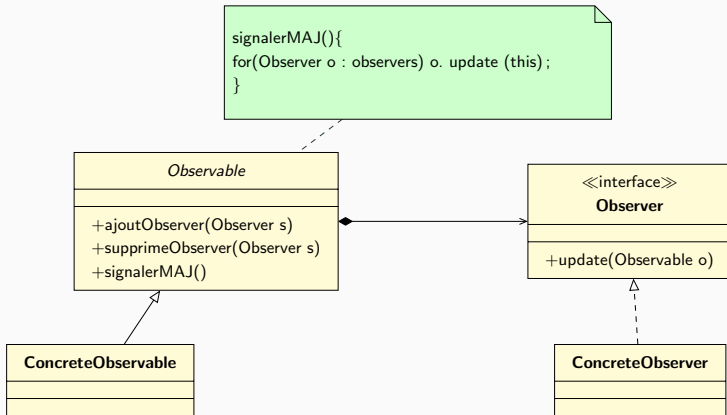 signalerMAJ(){
for(Observer o : observers) o. update (this) ;
}
Observable
+ajoutObserver(Observer s)
+supprimeObserver(Observer s)
+signalerMAJ()
≪interface≫
Observer
+update(Observable o)
ConcreteObservable
ConcreteObserver